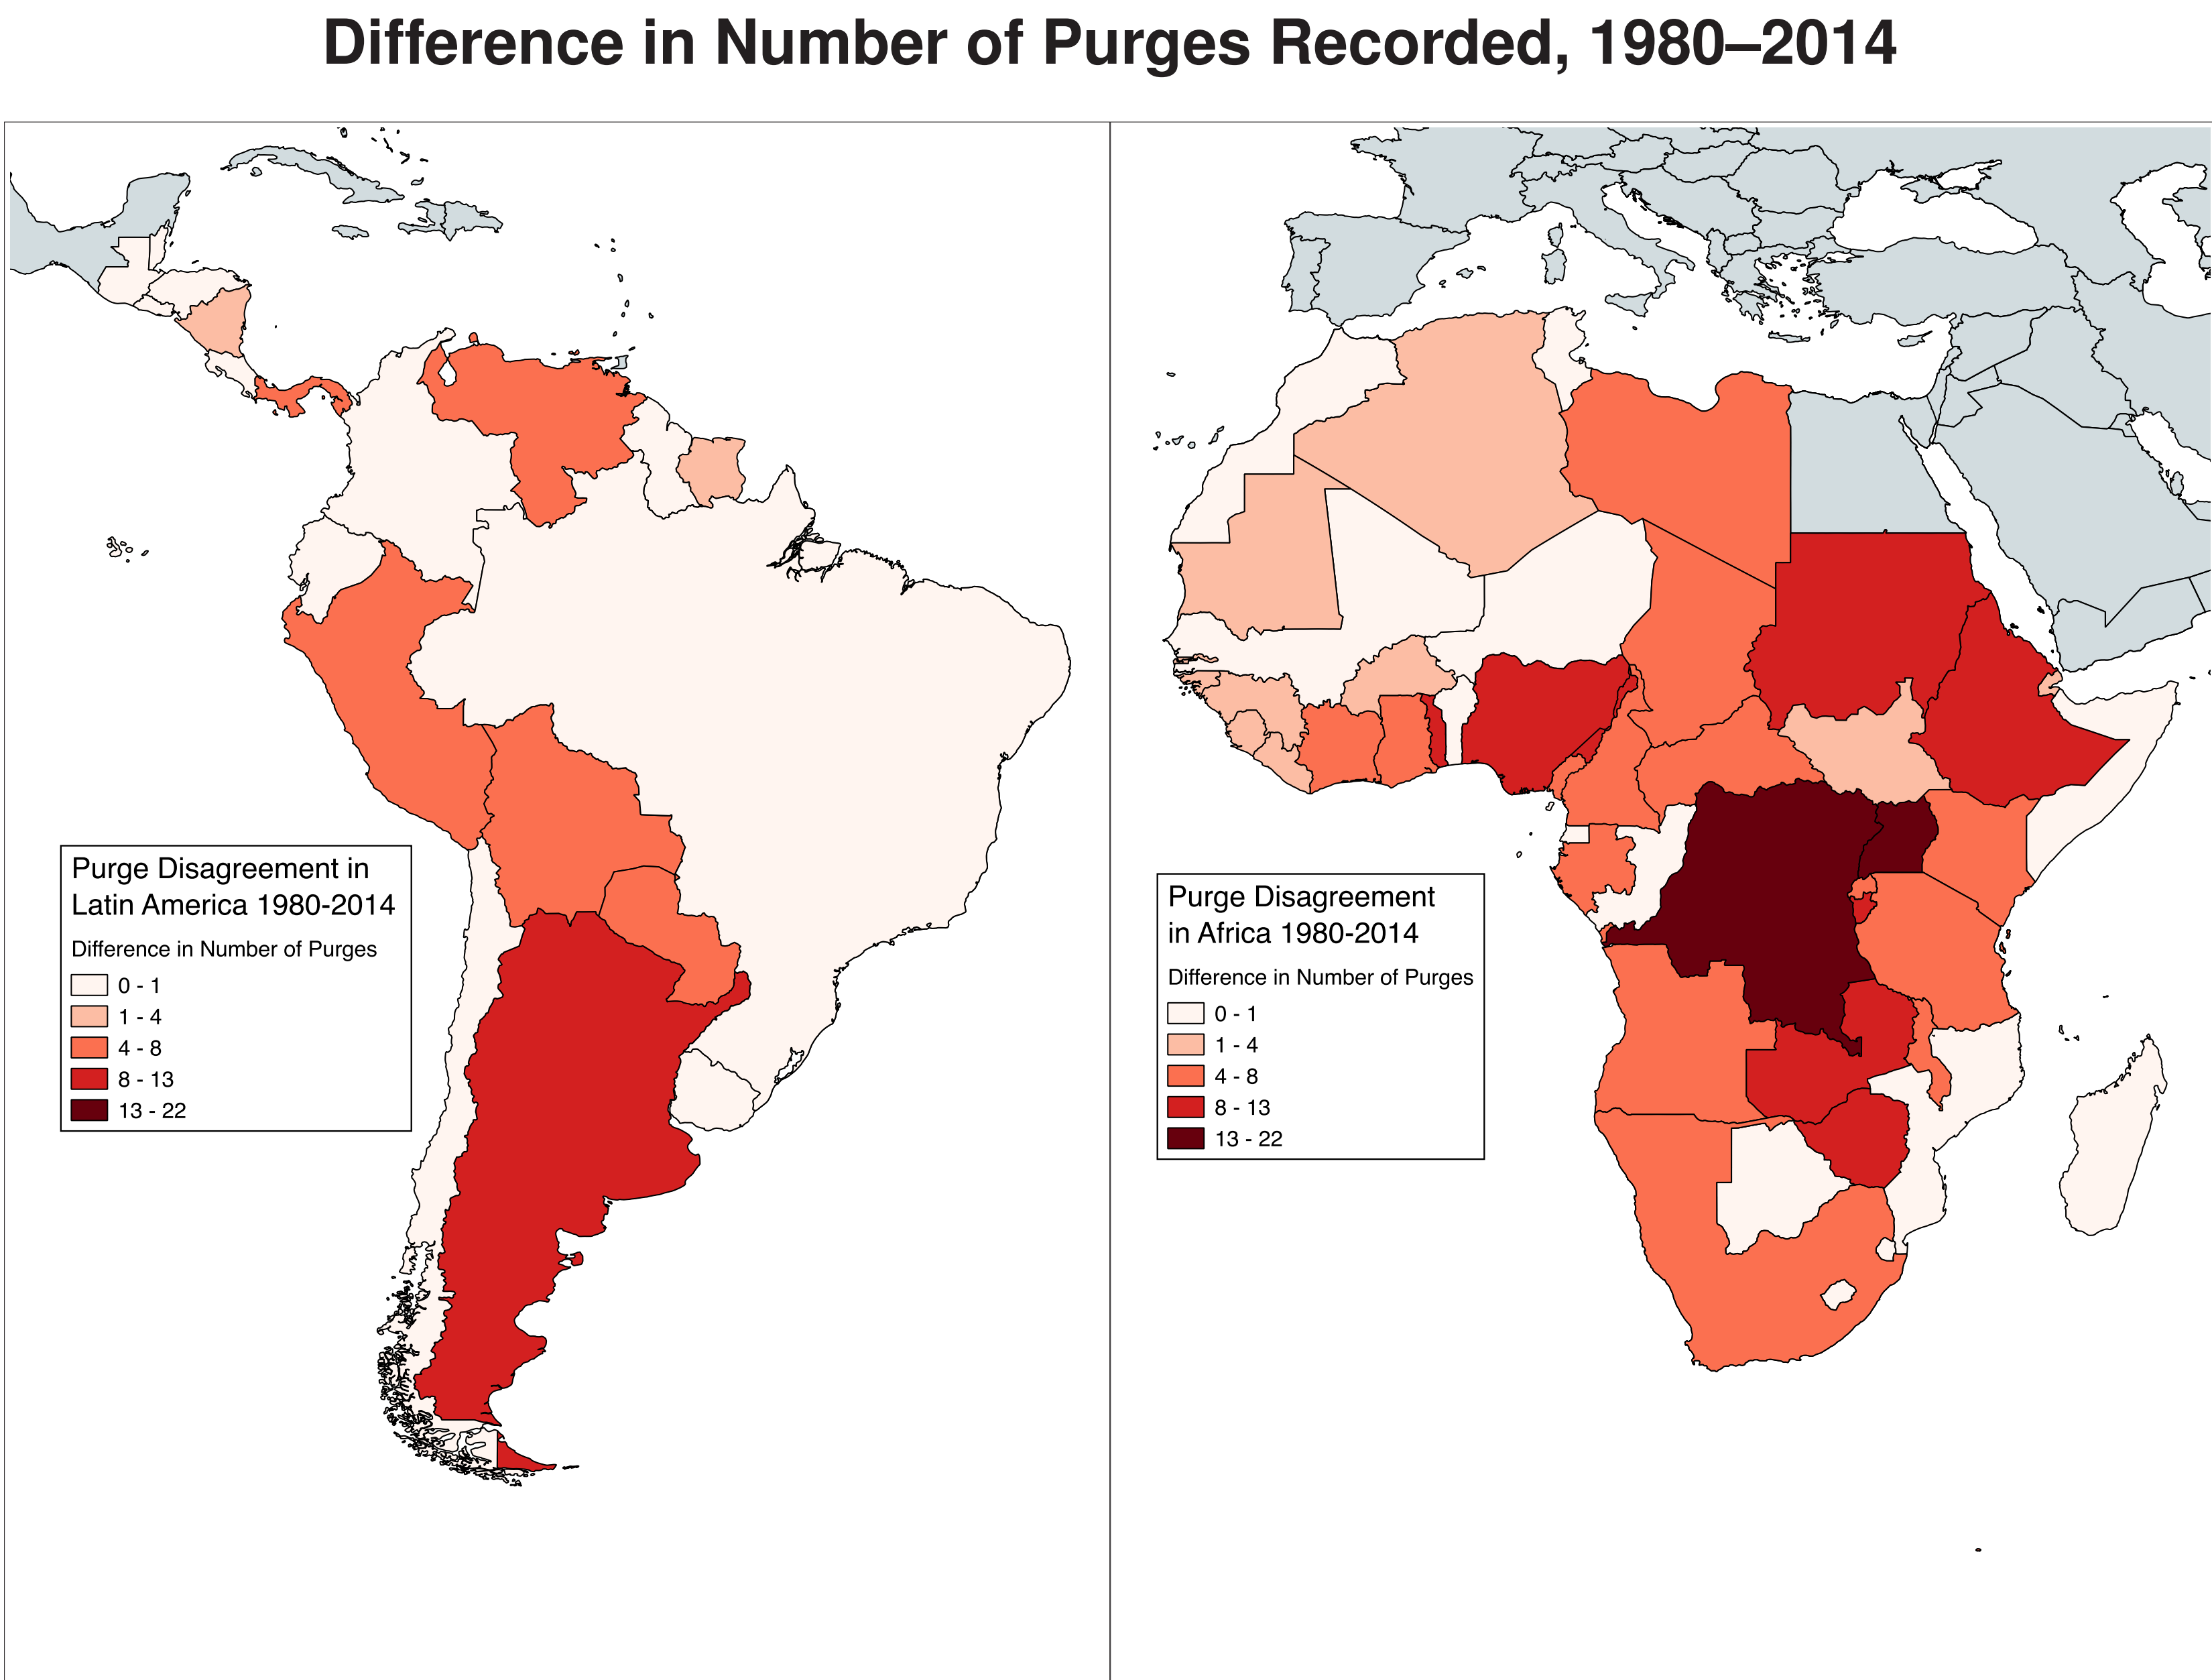 Difference in Number of Purges Recorded, 1980–2014
Purge Disagreement in
Latin America 1980-2014
Difference in Number of Purges
0 - 1
1 - 4
4 - 8
8 - 13
13 - 22
Purge Disagreement
in Africa 1980-2014
Difference in Number of Purges
0 - 1
1 - 4
4 - 8
8 - 13
13 - 22